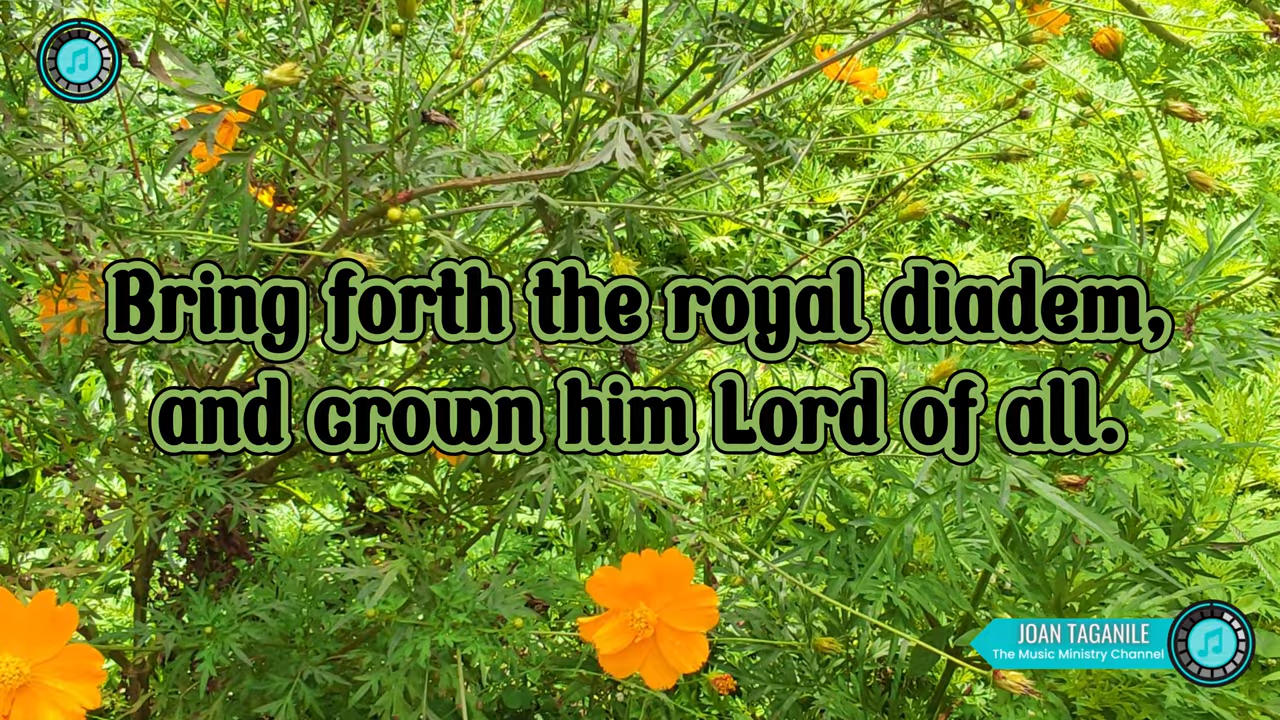 Bring forth the royal diadem,
and crown him Lord of all.
JOAN TAGANILE
The Music Ministry Channel